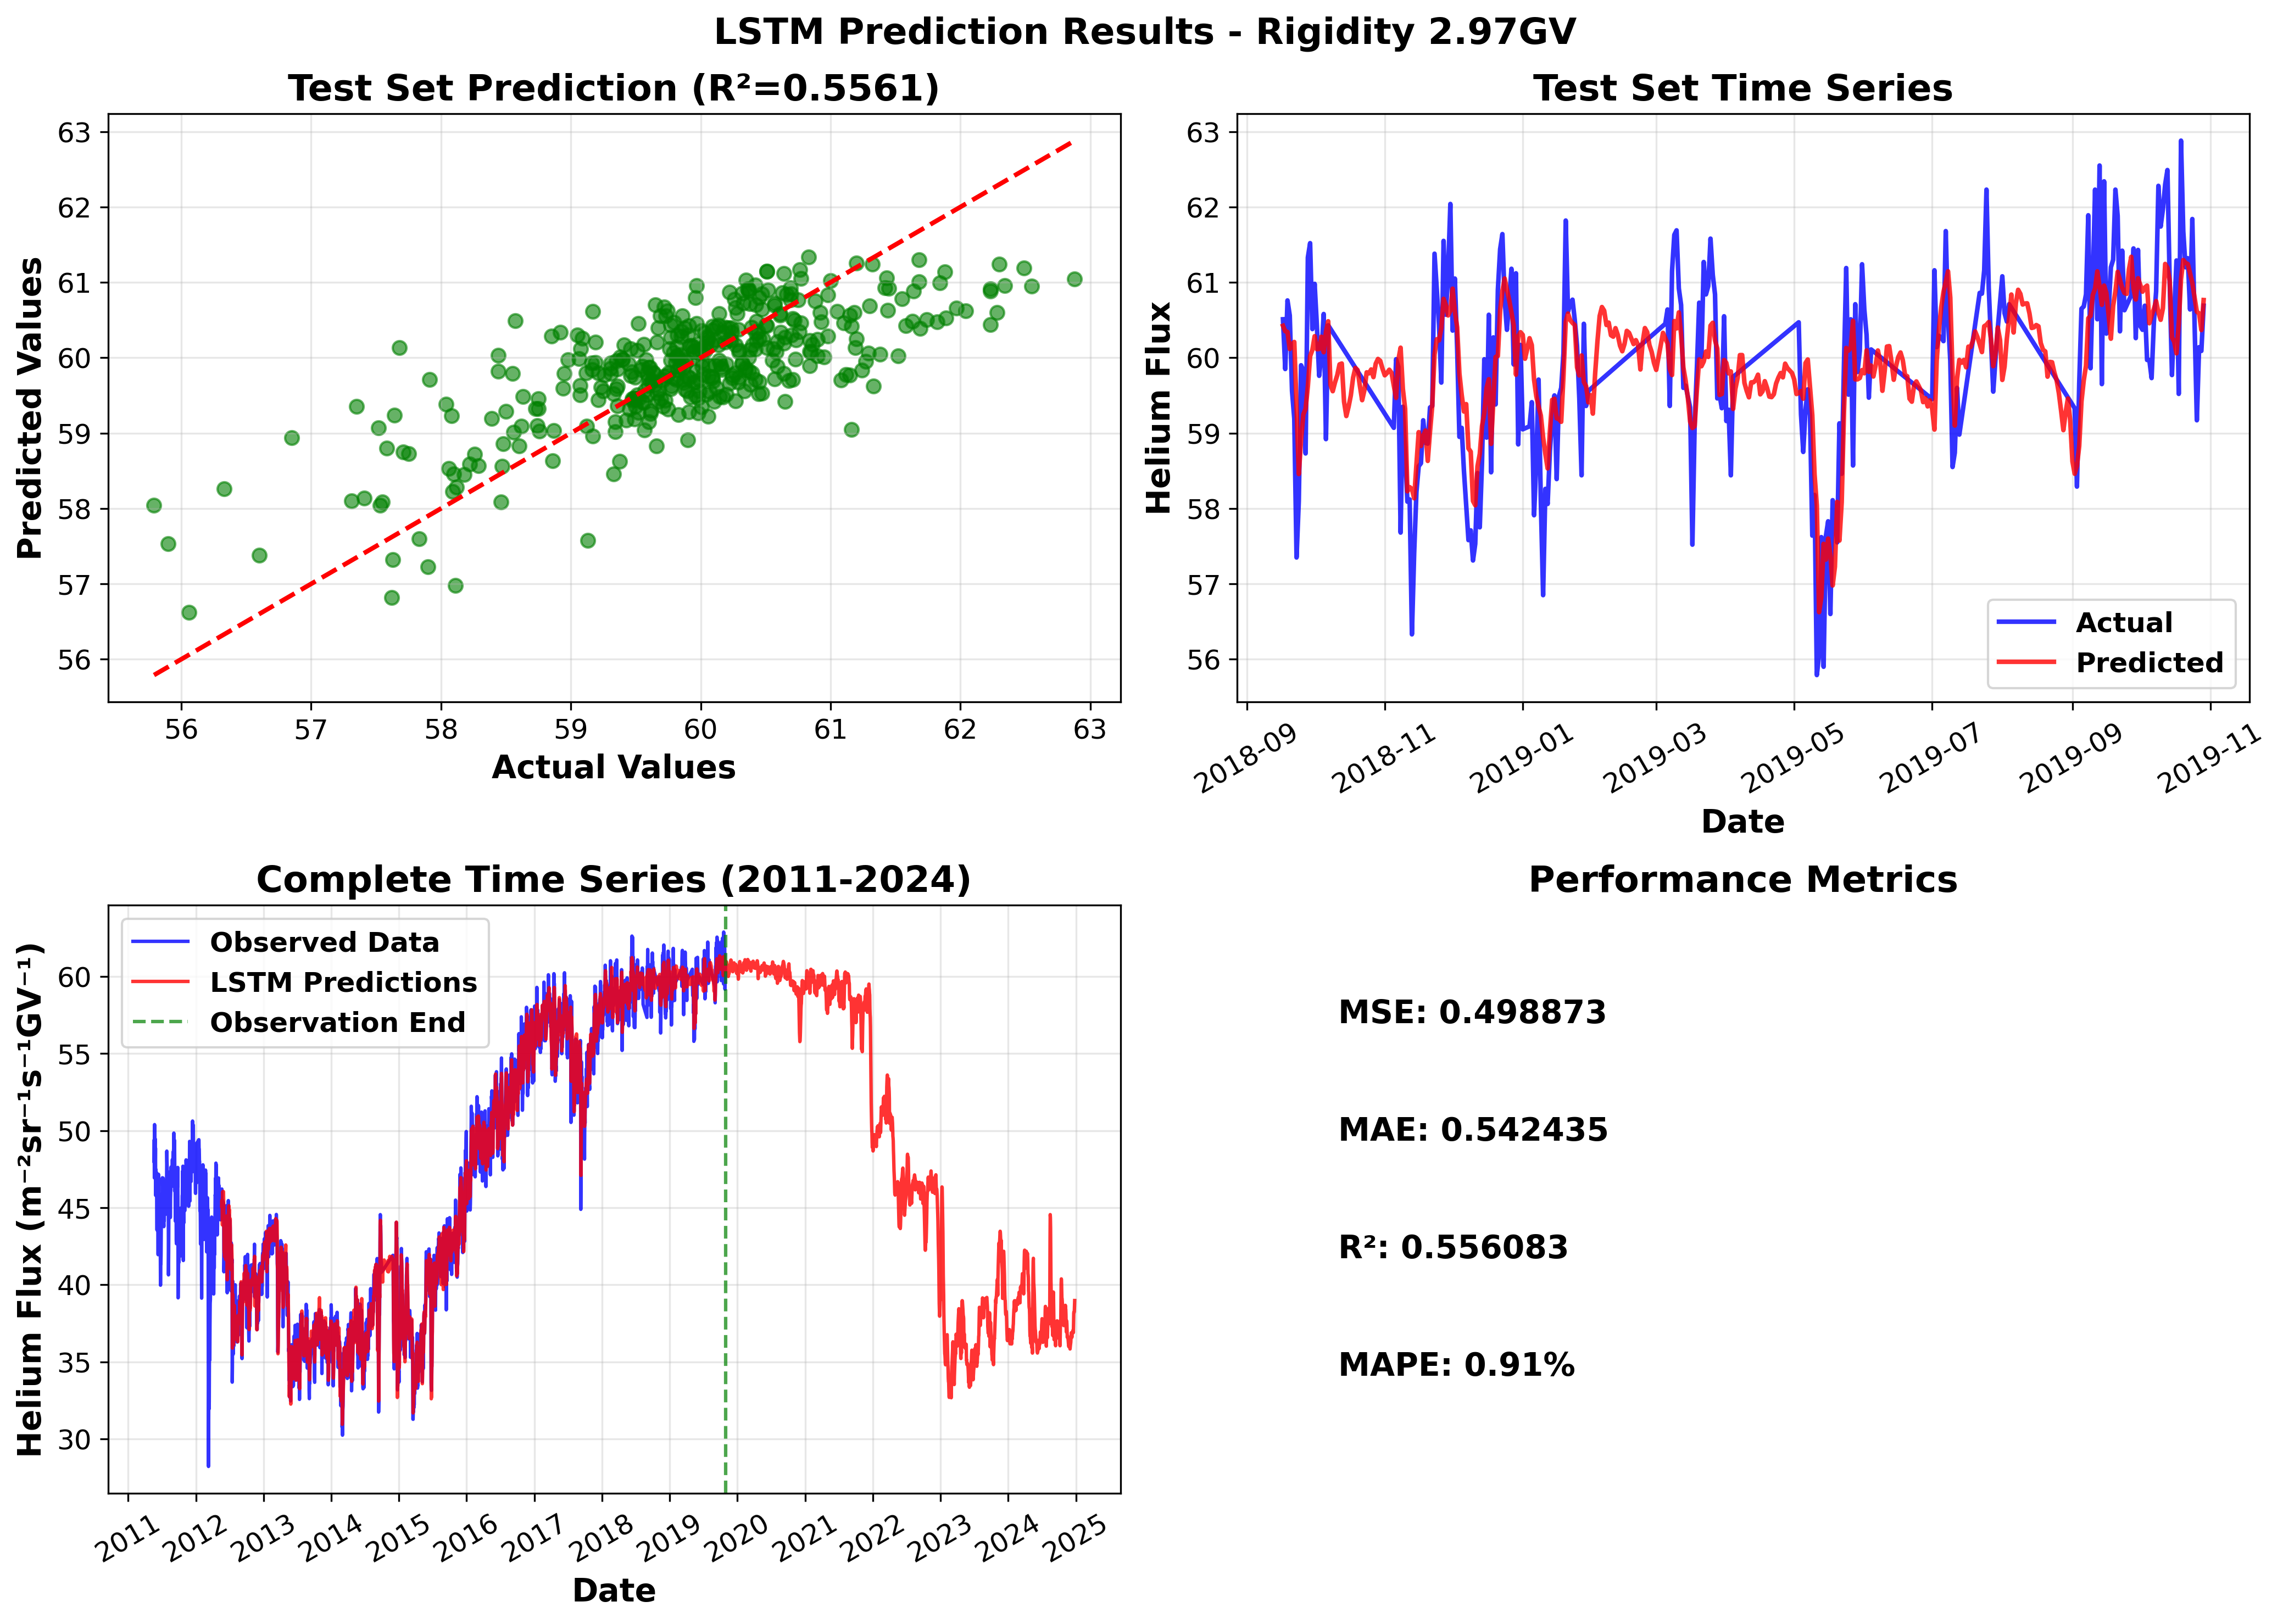 LSTM Prediction Results - Rigidity 2.97GV
Test Set Prediction (R²=0.5561)
63
62
61
60
59
58
57
56
Predicted Values
56 57 58 59 60 61 62 63
Actual Values
Test Set Time Series
63
62
61
60
59
58
57
56
Helium Flux
Actual
Predicted
2018-09 2018-11 2019-01 2019-03 2019-05 2019-07 2019-09 2019-11
Date
Complete Time Series (2011-2024)
Observed Data
LSTM Predictions
Observation End
60
55
50
45
40
35
30
Helium Flux (m⁻²sr⁻¹s⁻¹GV⁻¹)
2011 2012 2013 2014 2015 2016 2017 2018 2019 2020 2021 2022 2023 2024 2025
Date
Performance Metrics
MSE: 0.498873
MAE: 0.542435
R²: 0.556083
MAPE: 0.91%